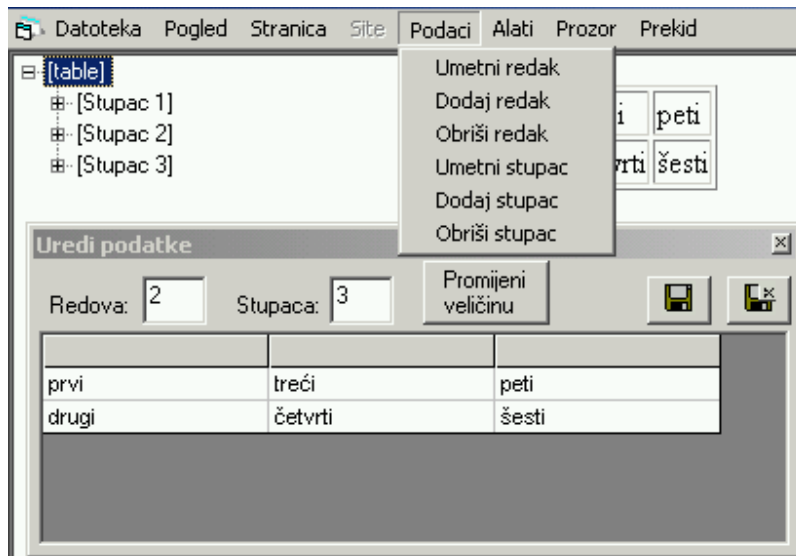 Datoteka Pogled Stranica Site Podaci Alati Prozor Prekid
[table]
[Stupac 1]
[Stupac 2]
[Stupac 3]
Umetni redak
Dodaj redak
Obriši redak
Umetni stupac
Dodaj stupac
Obriši stupac
peti
šesti
Uredi podatke
Redova: 2 Stupaca: 3 Promijeni
veličinu
prvi treći peti
drugi četvrti šesti